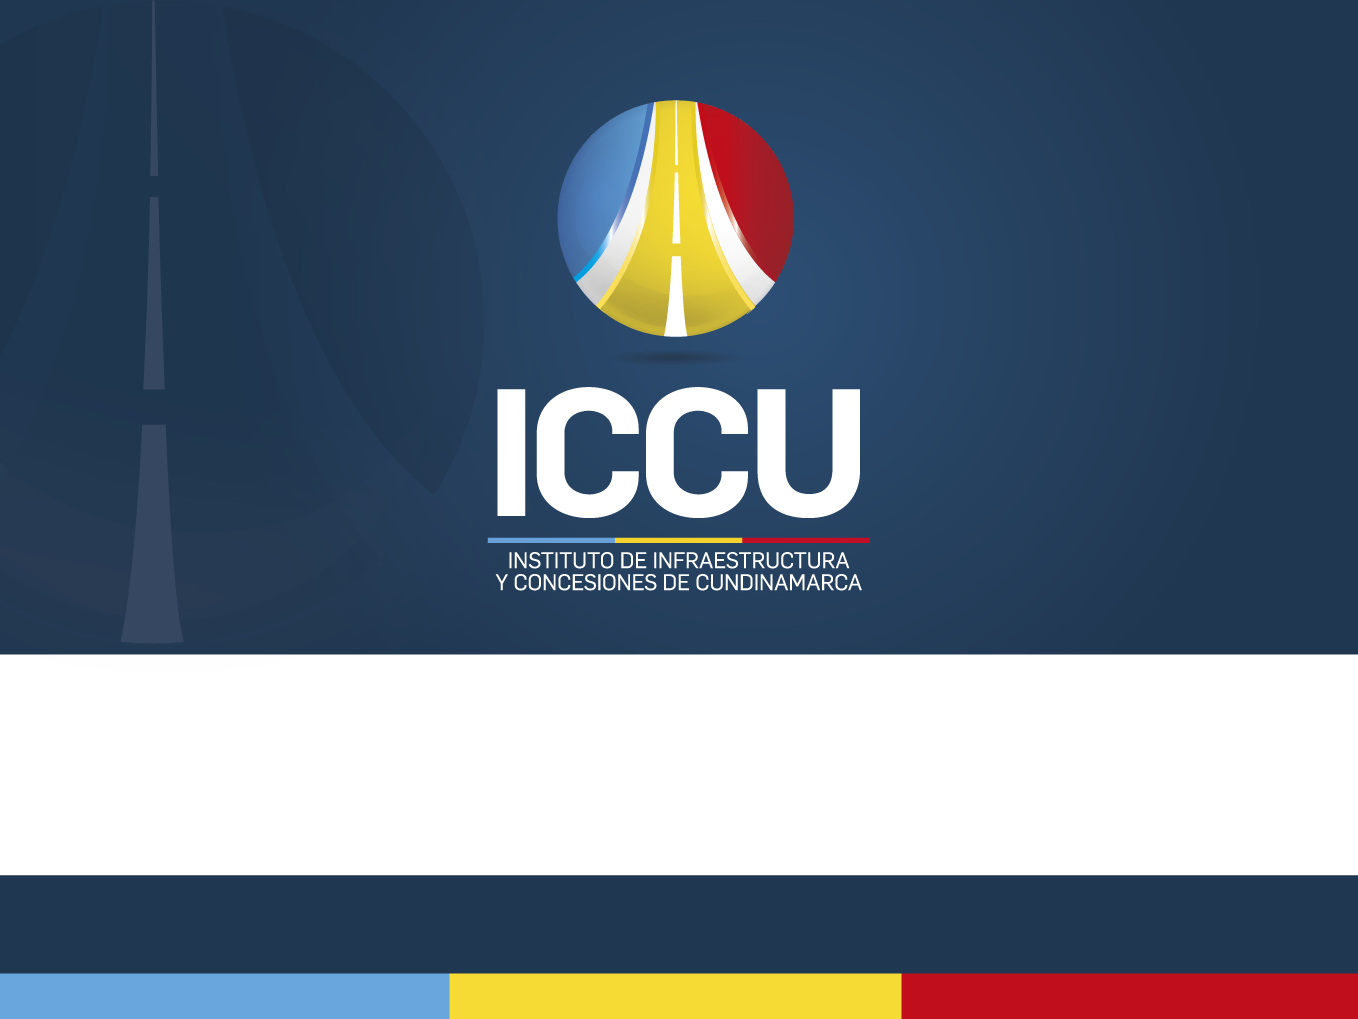 ICCU
INSTITUTO DE INFRAESTRUCTURA
Y CONCESIONES DE CUNDINAMARCA